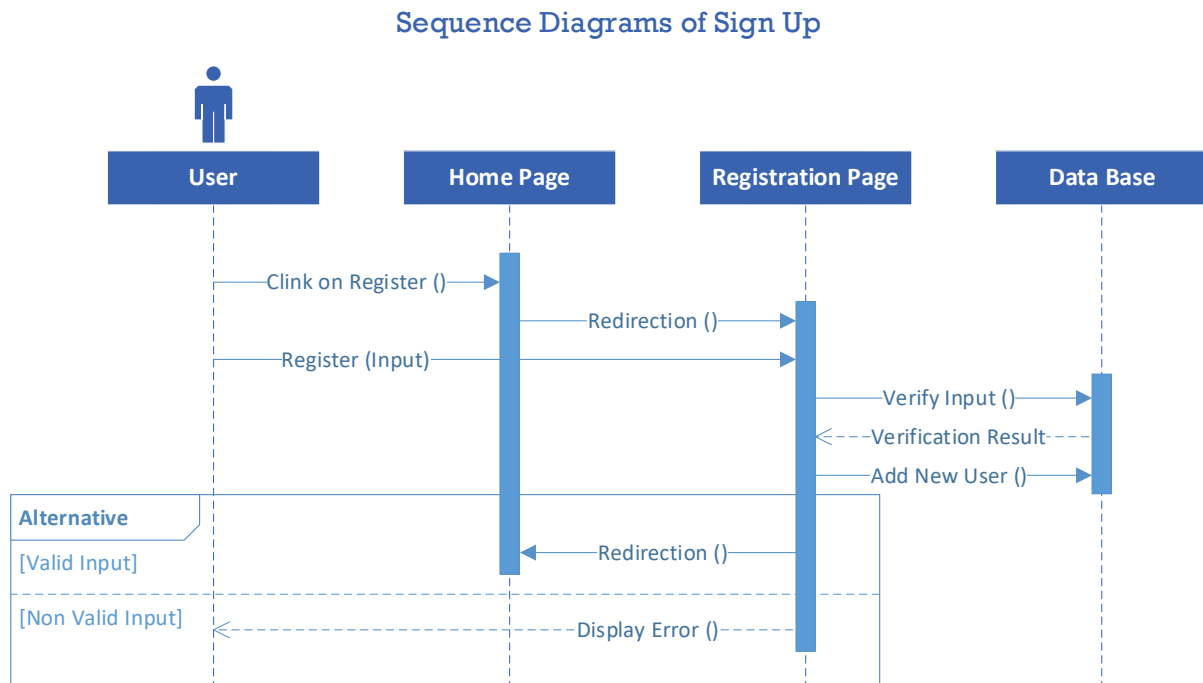 Sequence Diagrams of Sign Up
User
Home Page
Registration Page
Data Base
Clink on Register ()
Redirection ()
Register (Input)
Verify Input ()
Verification Result
Add New User ()
Alternative
[Valid Input]
Redirection ()
[Non Valid Input]
Display Error ()